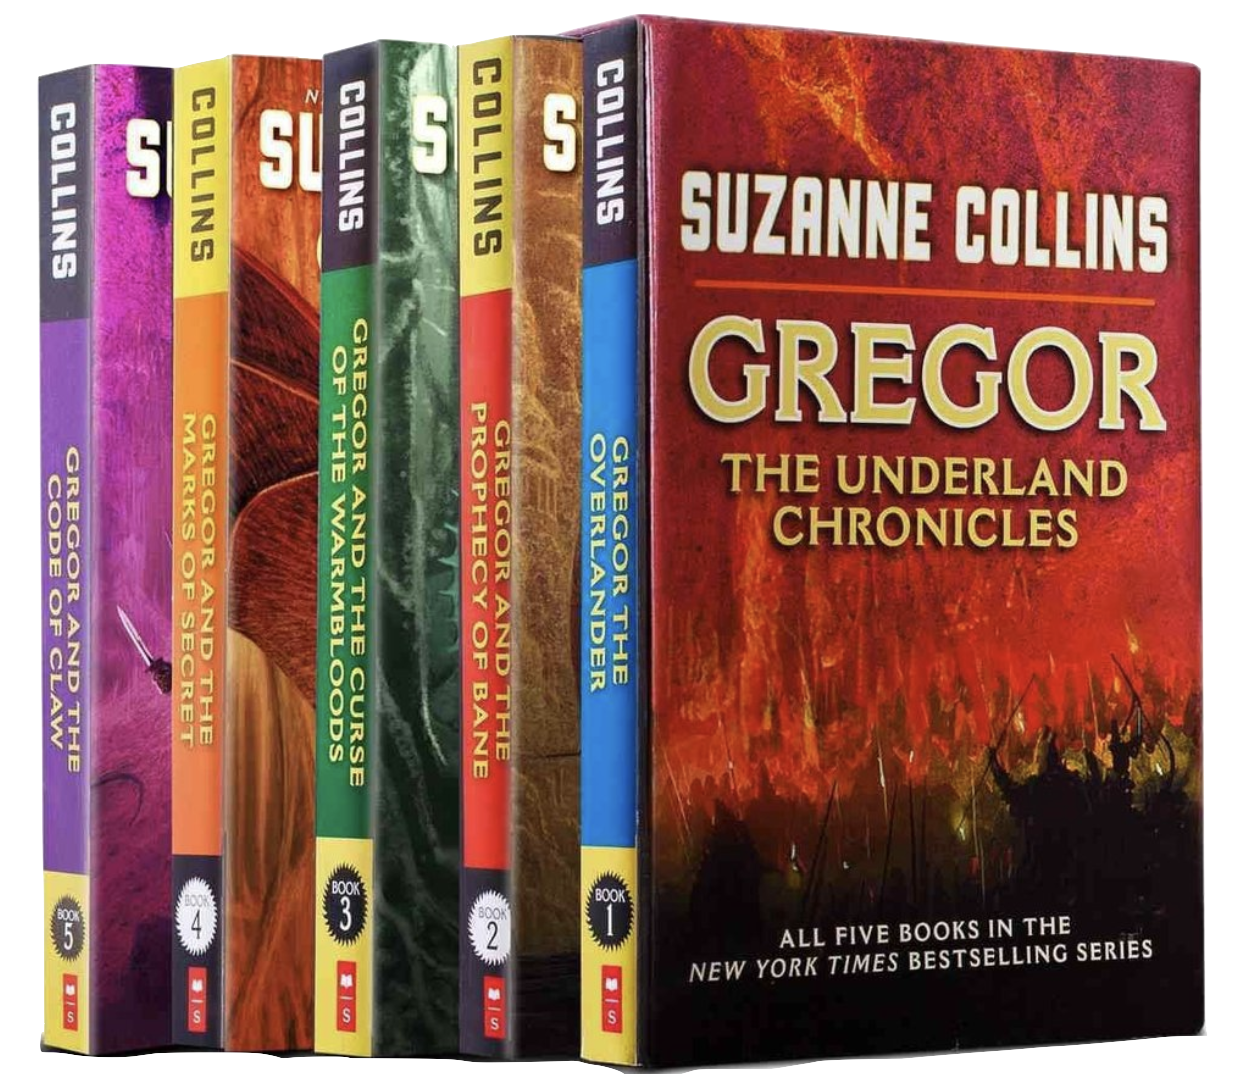 COLLINS
GREGOR AND THE
CODE OF CLAW
BOOK
5
S
SU
COLLINS
GREGOR AND THE
MARKS OF SECRET
BOOK
4
S
N
SU
COLLINS
GREGOR AND THE CURSE
OF THE WARMBLOODS
BOOK
3
S
S
COLLINS
GREGOR AND THE
PROPHECY OF BANE
BOOK
2
S
S
COLLINS
GREGOR THE
OVERLANDER
BOOK
1
S
SUZANNE COLLINS
GREGOR
THE UNDERLAND
CHRONICLES
ALL FIVE BOOKS IN THE
NEW YORK TIMES BESTSELLING SERIES